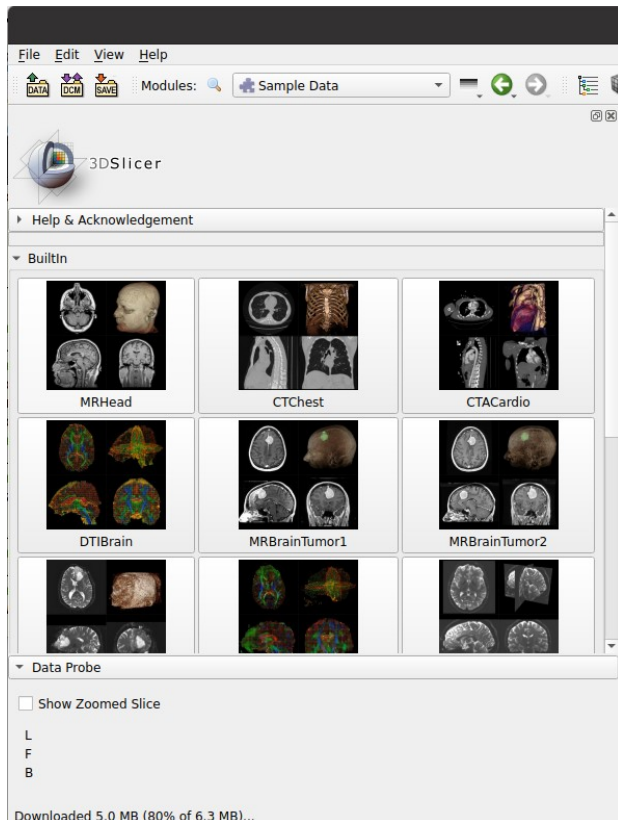 File Edit View Help
DATA DCM SAVE Modules: Sample Data
3DSlicer
Help & Acknowledgement
BuiltIn
MRHead CTChest CTACardio
DTIBrain MRBrainTumor1 MRBrainTumor2
Data Probe
Show Zoomed Slice
L
F
B
Downloaded 5.0 MB (80% of 6.3 MB)...